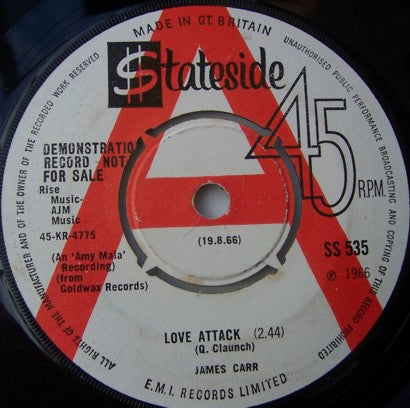 MADE IN GT. BRITAIN
ALL RIGHTS OF THE MANUFACTURER AND OF THE OWNER OF THE RECORDED WORK RESERVED
UNAUTHORISED PUBLIC PERFORMANCE BROADCASTING AND COPYING OF THIS RECORD PROHIBITED
$tateside
45
R.P.M.
A
DEMONSTRATION
RECORD NOT
FOR SALE
Rise
Music-
AJM
Music
45-KR-4775
(An 'Amy Mala'
Recording)
(from
Goldwax Records)
(19.8.66)
SS 535
℗ 1966
LOVE ATTACK (2.44)
(Q. Claunch)
JAMES CARR
E.M.I. RECORDS LIMITED